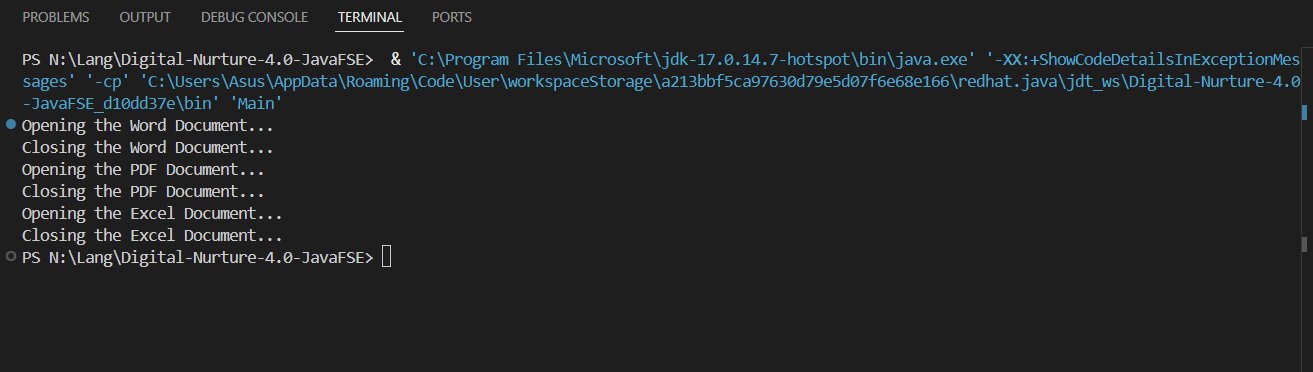 PROBLEMS OUTPUT DEBUG CONSOLE TERMINAL PORTS
PS N:\Lang\Digital-Nurture-4.0-JavaFSE>  & 'C:\Program Files\Microsoft\jdk-17.0.14.7-hotspot\bin\java.exe' '-XX:+ShowCodeDetailsInExceptionMes
sages' '-cp' 'C:\Users\Asus\AppData\Roaming\Code\User\workspaceStorage\a213bbf5ca97630d79e5d07f6e68e166\redhat.java\jdt_ws\Digital-Nurture-4.0
-JavaFSE_d10dd37e\bin' 'Main'
Opening the Word Document...
Closing the Word Document...
Opening the PDF Document...
Closing the PDF Document...
Opening the Excel Document...
Closing the Excel Document...
PS N:\Lang\Digital-Nurture-4.0-JavaFSE>